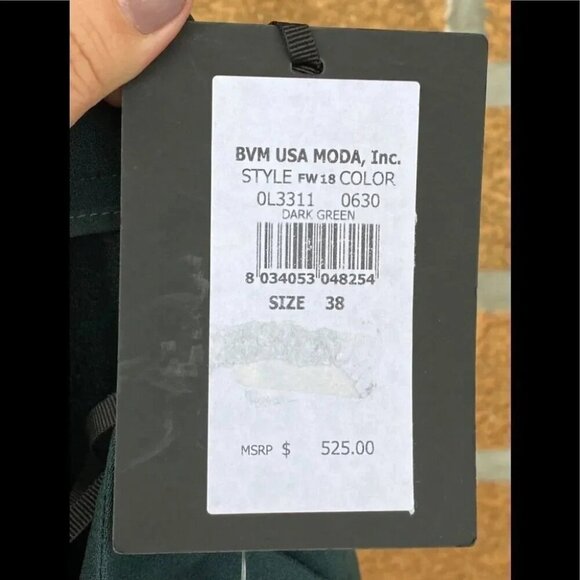 BVM USA MODA, Inc.
STYLE FW18 COLOR
0L3311 0630
DARK GREEN
8 034053 048254
SIZE 38
MSRP $ 525.00